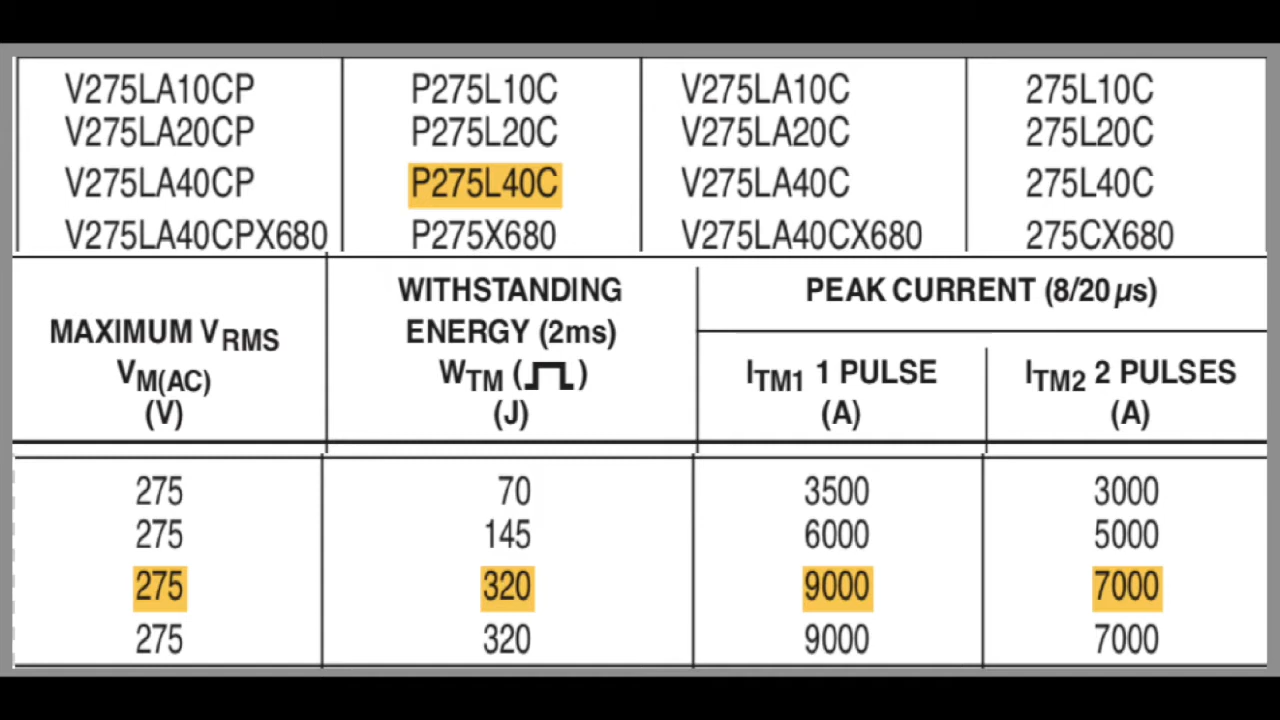 V275LA10CP P275L10C V275LA10C 275L10C
V275LA20CP P275L20C V275LA20C 275L20C
V275LA40CP P275L40C V275LA40C 275L40C
V275LA40CPX680 P275X680 V275LA40CX680 275CX680
MAXIMUM VRMS
VM(AC)
(V)
WITHSTANDING
ENERGY (2ms)
WTM ( )
(J)
PEAK CURRENT (8/20 µs)
ITM1 1 PULSE
(A)
ITM2 2 PULSES
(A)
275 70 3500 3000
275 145 6000 5000
275 320 9000 7000
275 320 9000 7000